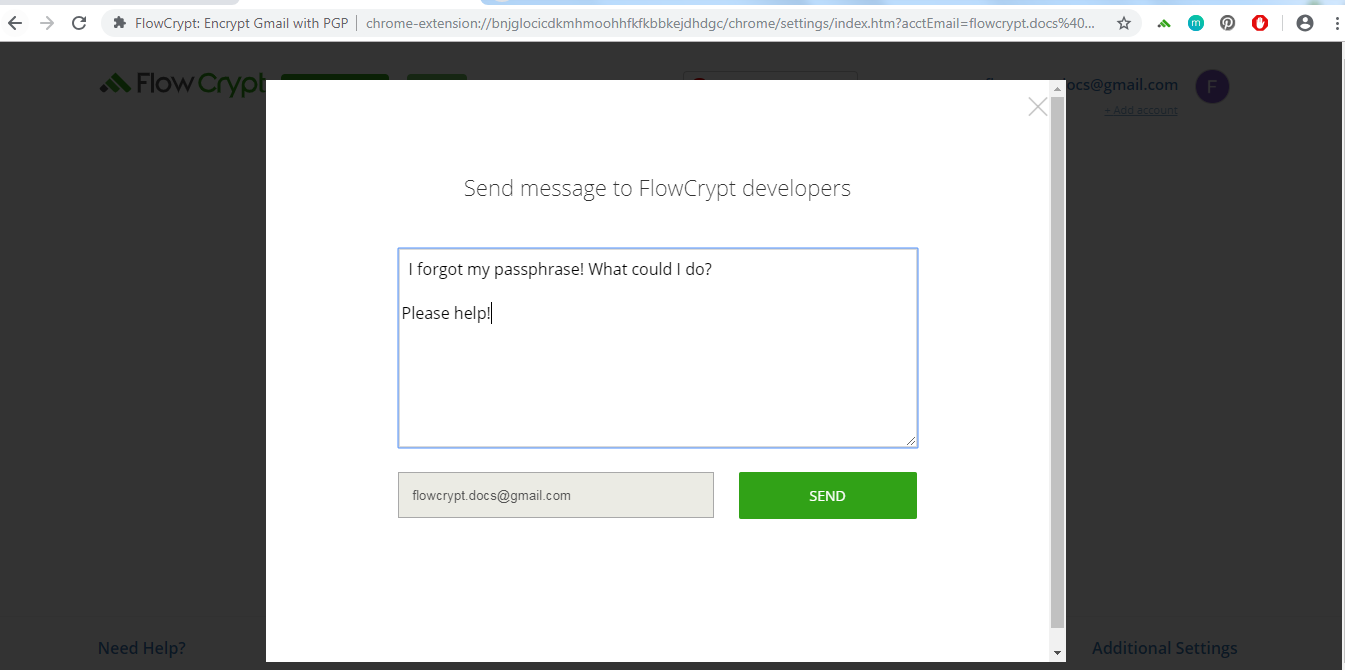 FlowCrypt: Encrypt Gmail with PGP
chrome-extension://bnjglocicdkmhmoohhfkfkbbkejdhdgc/chrome/settings/index.htm?acctEmail=flowcrypt.docs%40...
m
FlowCrypt
ocs@gmail.com
F
+ Add account
Send message to FlowCrypt developers
I forgot my passphrase! What could I do?
Please help!
flowcrypt.docs@gmail.com
SEND
Need Help?
Additional Settings